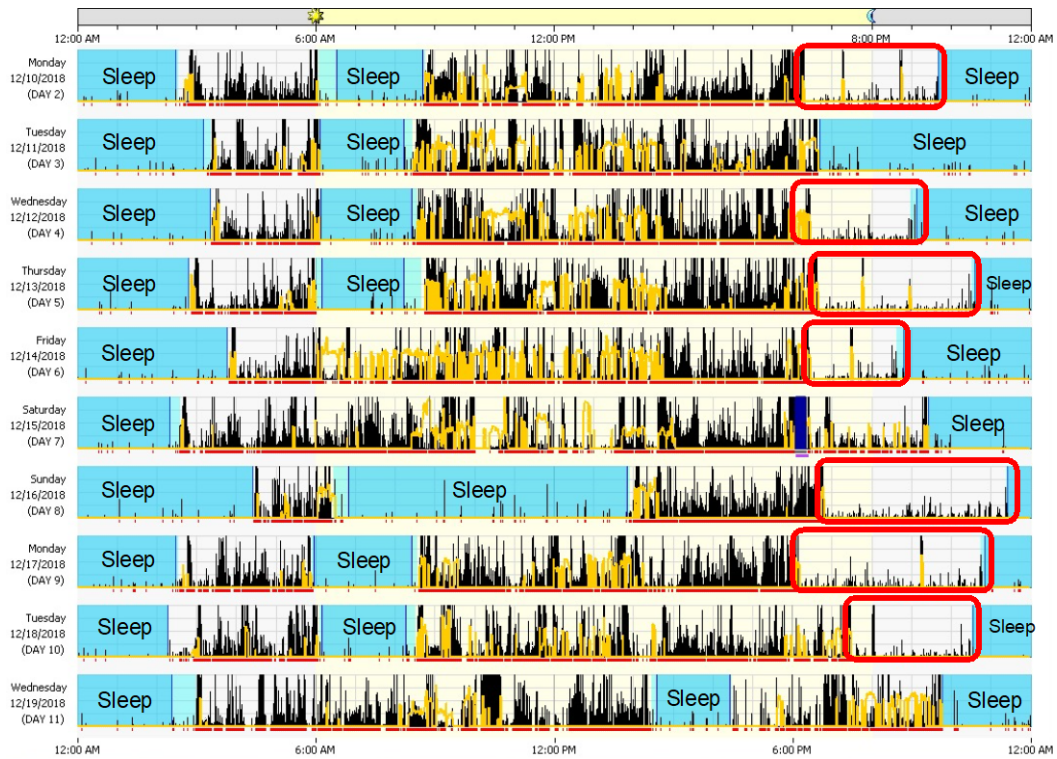 12:00 AM 6:00 AM 12:00 PM 8:00 PM 12:00 AM
Monday
12/10/2018
(DAY 2)
Sleep Sleep Sleep
Tuesday
12/11/2018
(DAY 3)
Sleep Sleep Sleep
Wednesday
12/12/2018
(DAY 4)
Sleep Sleep Sleep
Thursday
12/13/2018
(DAY 5)
Sleep Sleep Sleep
Friday
12/14/2018
(DAY 6)
Sleep Sleep
Saturday
12/15/2018
(DAY 7)
Sleep Sleep
Sunday
12/16/2018
(DAY 8)
Sleep Sleep
Monday
12/17/2018
(DAY 9)
Sleep Sleep
Tuesday
12/18/2018
(DAY 10)
Sleep Sleep Sleep
Wednesday
12/19/2018
(DAY 11)
Sleep Sleep Sleep
12:00 AM 6:00 AM 12:00 PM 6:00 PM 12:00 AM